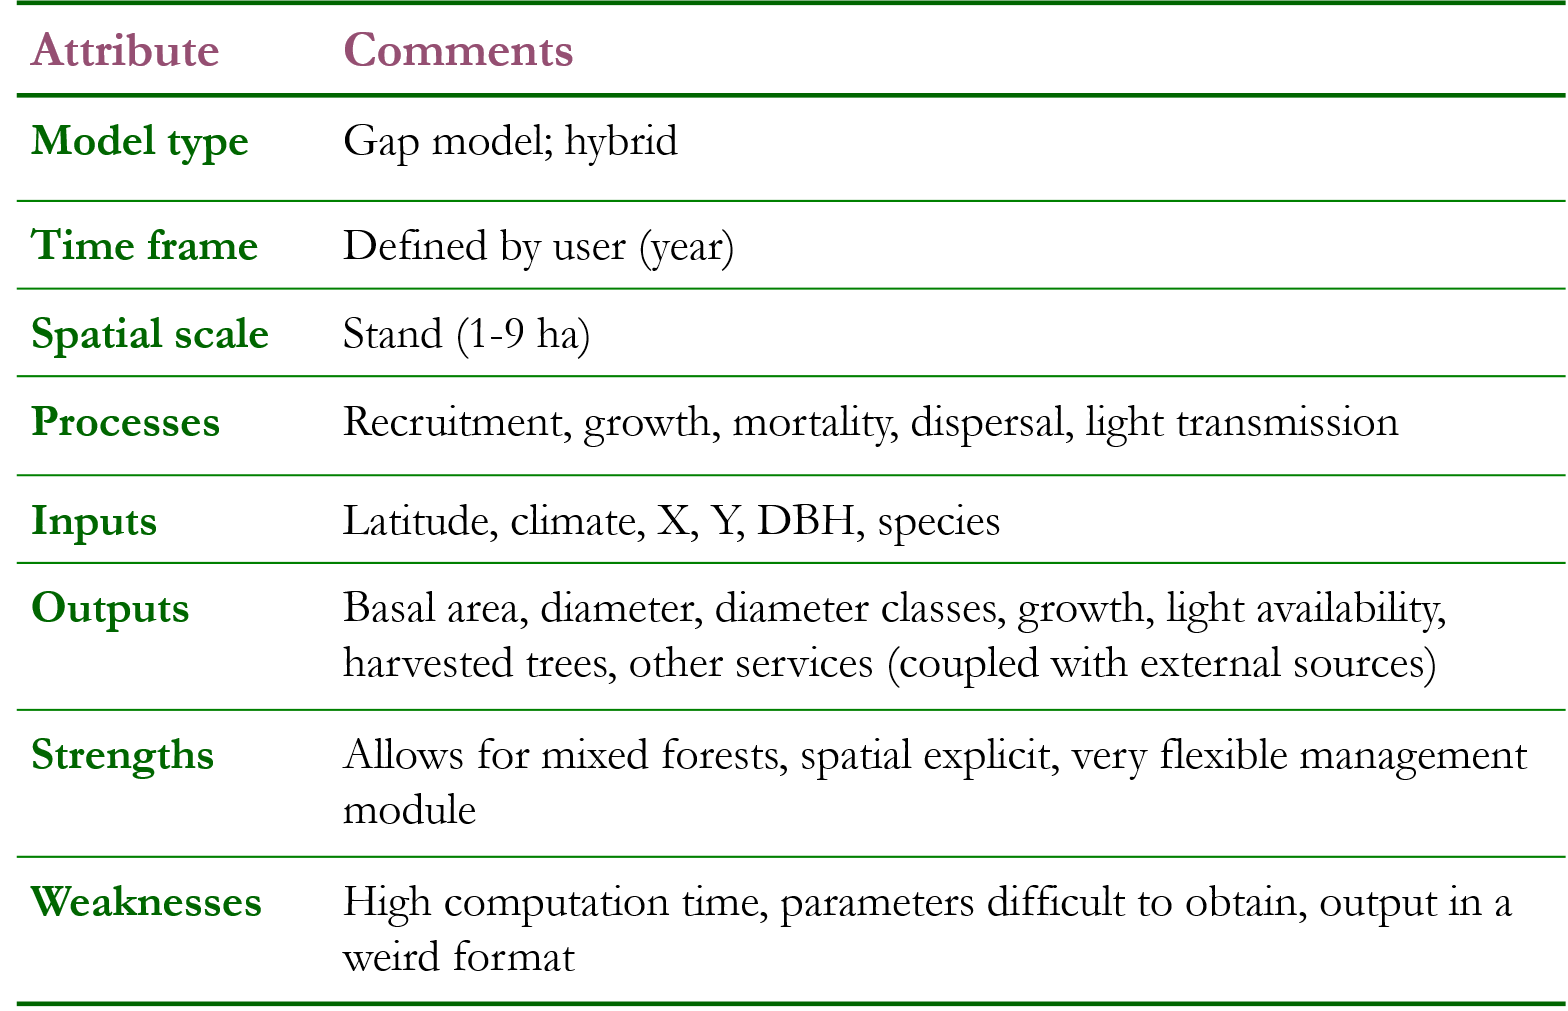 Attribute Comments
Model type Gap model; hybrid
Time frame Defined by user (year)
Spatial scale Stand (1-9 ha)
Processes Recruitment, growth, mortality, dispersal, light transmission
Inputs Latitude, climate, X, Y, DBH, species
Outputs Basal area, diameter, diameter classes, growth, light availability,
harvested trees, other services (coupled with external sources)
Strengths Allows for mixed forests, spatial explicit, very flexible management
module
Weaknesses High computation time, parameters difficult to obtain, output in a
weird format